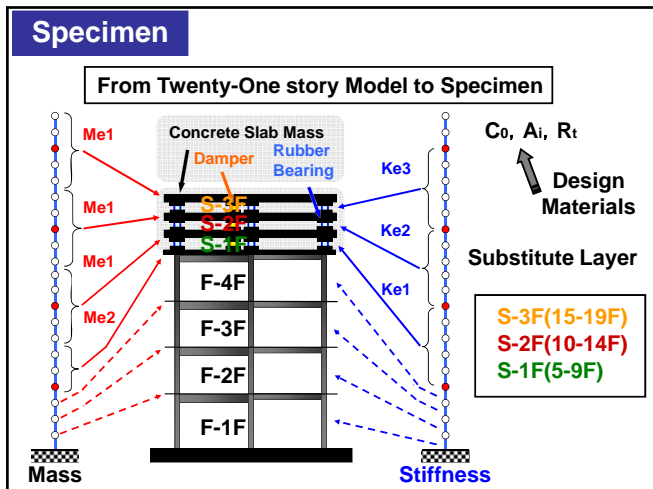 Specimen
From Twenty-One story Model to Specimen
Me1
Me1
Me1
Me2
Mass
Concrete Slab Mass
Damper
Rubber
Bearing
S-3F
S-2F
S-1F
F-4F
F-3F
F-2F
F-1F
Ke3
Ke2
Ke1
Stiffness
C0, Ai, Rt
Design
Materials
Substitute Layer
S-3F(15-19F)
S-2F(10-14F)
S-1F(5-9F)